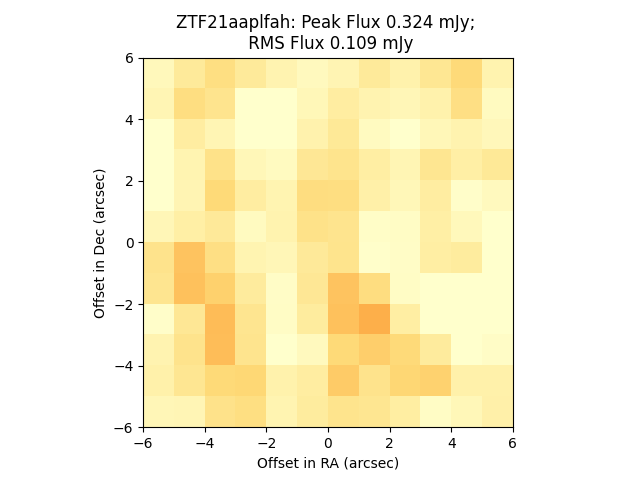 ZTF21aaplfah: Peak Flux 0.324 mJy;
RMS Flux 0.109 mJy
6
4
2
0
−2
−4
−6
Offset in Dec (arcsec)
−6 −4 −2 0 2 4 6
Offset in RA (arcsec)